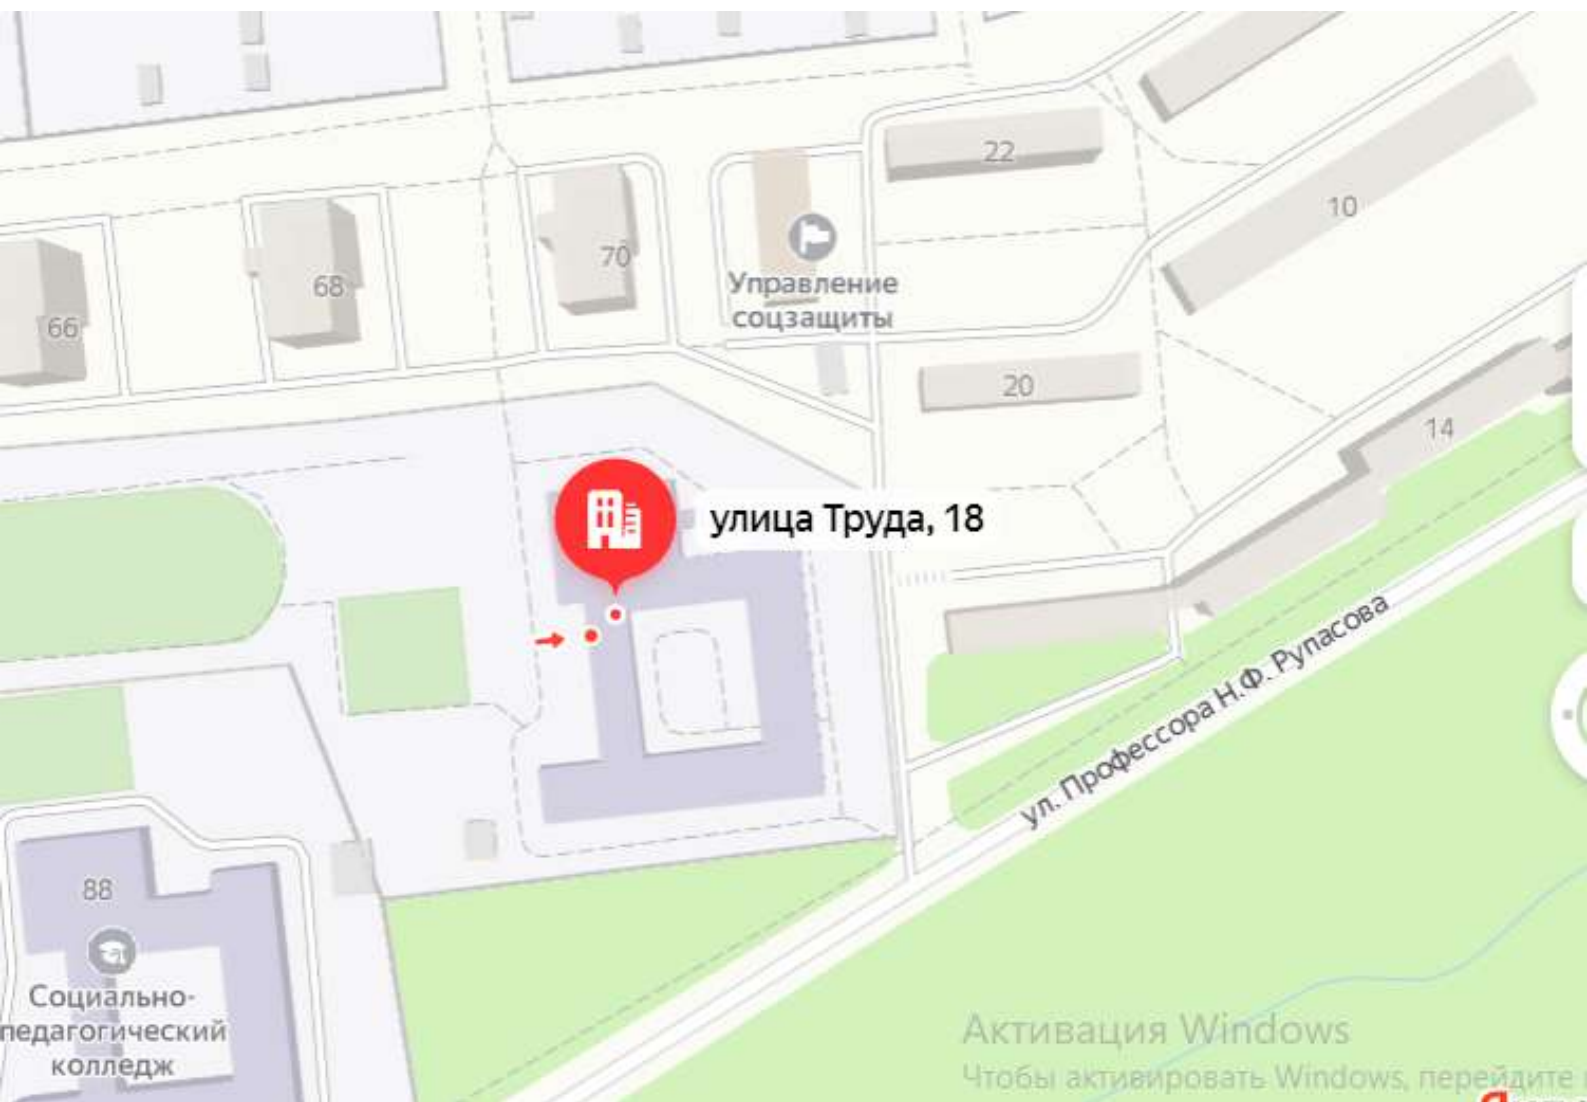 22
10
70
68
66
Управление
соцзащиты
20
14
улица Труда, 18
ул. Профессора Н.Ф. Рупасова
88
Социально-
педагогический
колледж
Активация Windows
Чтобы активировать Windows, перейдите